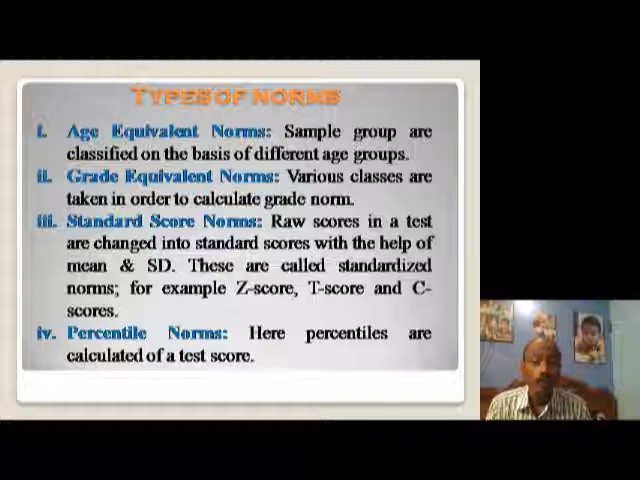 TYPES OF NORMS
i. Age Equivalent Norms: Sample group are
classified on the basis of different age groups.
ii. Grade Equivalent Norms: Various classes are
taken in order to calculate grade norm.
iii. Standard Score Norms: Raw scores in a test
are changed into standard scores with the help of
mean & SD. These are called standardized
norms; for example Z-score, T-score and C-
scores.
iv. Percentile Norms: Here percentiles are
calculated of a test score.